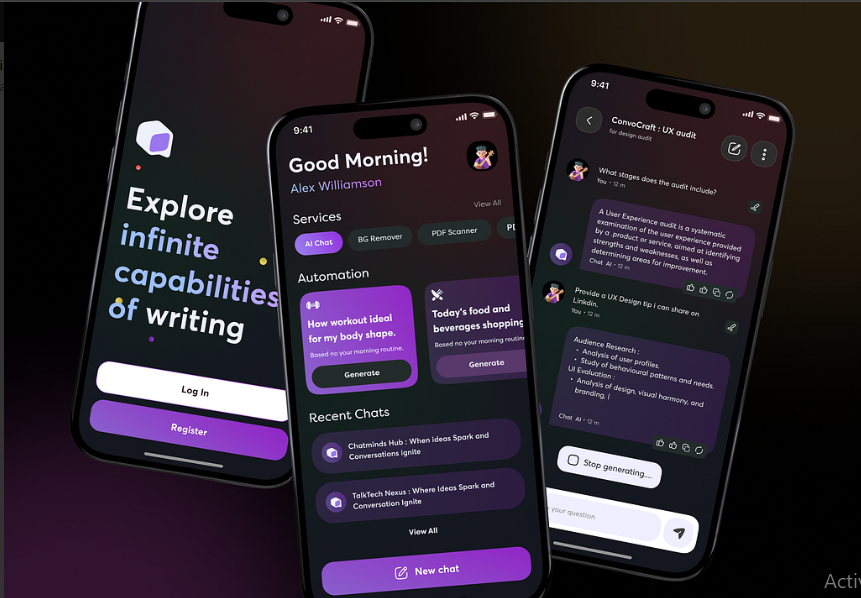 Explore
infinite
capabilities
of writing
Log In
Register
9:41
Good Morning!
Alex Williamson
Services
View All
AI Chat
BG Remover
PDF Scanner
Automation
How workout ideal
for my body shape.
Based no your morning routine.
Generate
Today's food and
beverages shopping
Based no your morning routine.
Generate
Recent Chats
Chatminds Hub : When ideas Spark and
Conversations ignite
TalkTech Nexus : Where Ideas Spark and
Conversation Ignite
View All
New chat
9:41
ConvoCraft : UX audit
for design audit
What stages does the audit include?
You • 12 m
A User Experience audit is a systematic
examination of the user experience provided
by a product or service, aimed at identifying
strengths and weaknesses, as well as
determining areas for improvement.
Chat AI • 12 m
Provide a UX Design tip i can share on
Linkdin.
You • 12 m
Audience Research :
• Analysis of user profiles.
• Study of behavioural patterns and needs.
UI Evaluation :
• Analysis of design, visual harmony, and
branding, |
Chat AI • 12 m
Stop generating...
your question